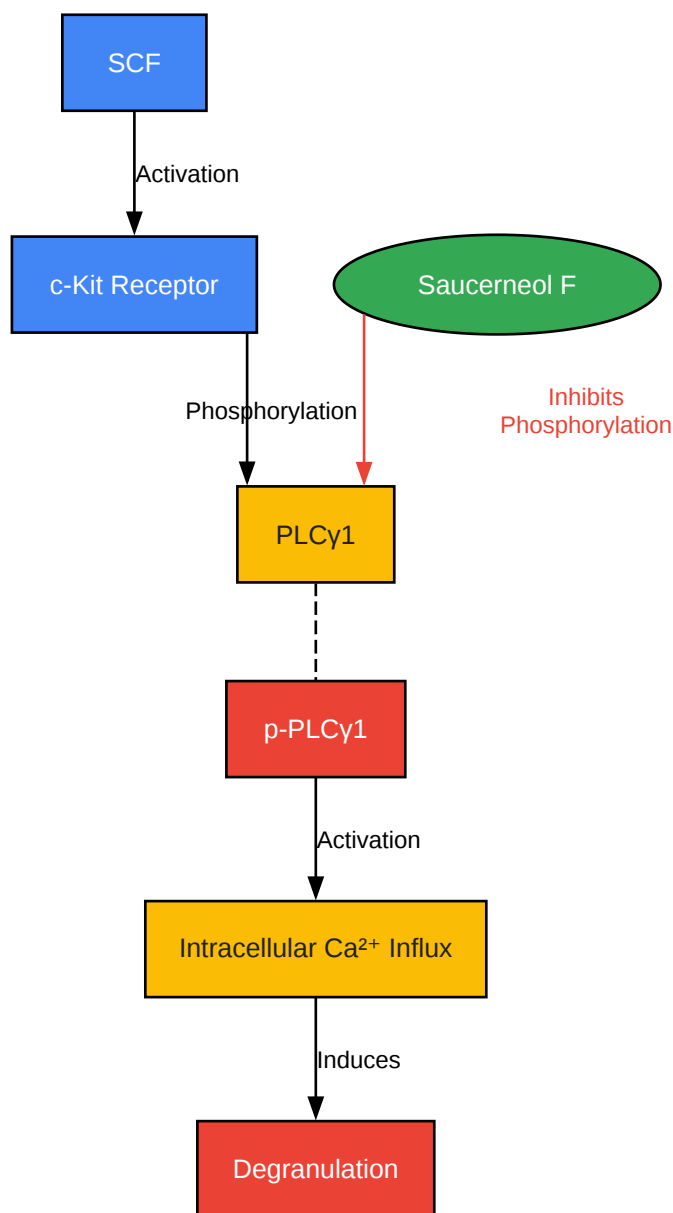 SCF
Activation
c-Kit Receptor
Saucerneol F
Phosphorylation
Inhibits
Phosphorylation
PLCγ1
p-PLCγ1
Activation
Intracellular Ca²⁺ Influx
Induces
Degranulation